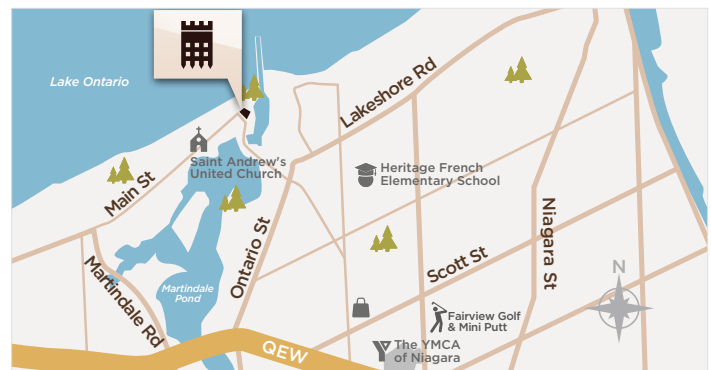 Lake Ontario
Lakeshore Rd
Saint Andrew's
United Church
Heritage French
Elementary School
Main St
Niagara St
Ontario St
Scott St
Martindale Rd
Martindale
Pond
N
Fairview Golf
& Mini Putt
QEW
The YMCA
of Niagara